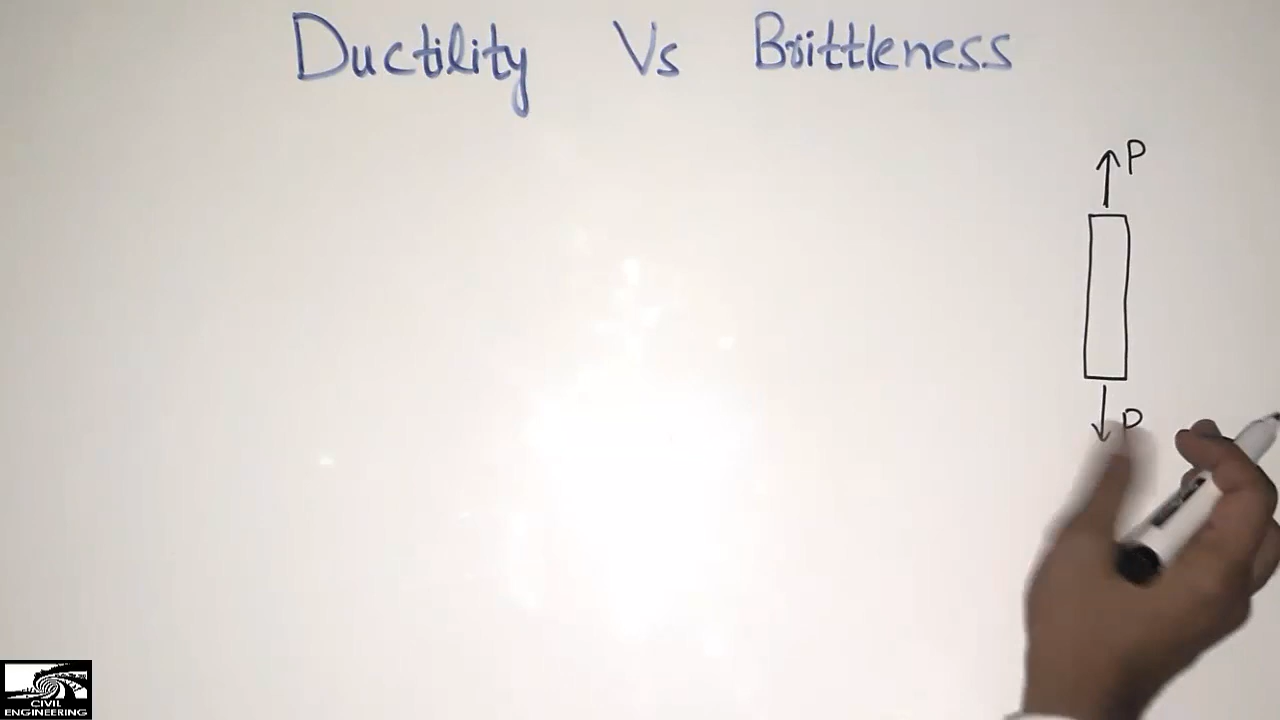 Ductility Vs Brittleness
P
P
CIVIL
ENGINEERING